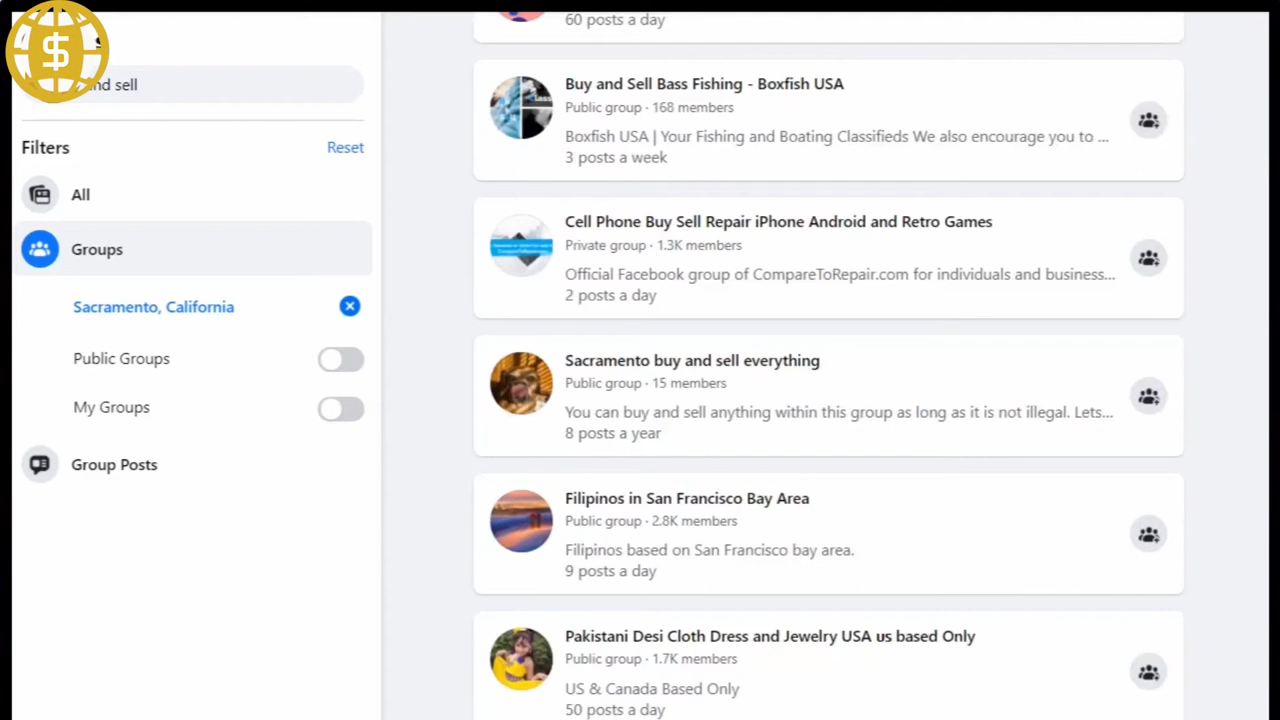 $
nd sell
Filters
Reset
All
Groups
Sacramento, California
Public Groups
My Groups
Group Posts
60 posts a day
Buy and Sell Bass Fishing - Boxfish USA
Public group · 168 members
Boxfish USA | Your Fishing and Boating Classifieds We also encourage you to ...
3 posts a week
Cell Phone Buy Sell Repair iPhone Android and Retro Games
Private group · 1.3K members
Official Facebook group of CompareToRepair.com for individuals and business...
2 posts a day
Sacramento buy and sell everything
Public group · 15 members
You can buy and sell anything within this group as long as it is not illegal. Lets...
8 posts a year
Filipinos in San Francisco Bay Area
Public group · 2.8K members
Filipinos based on San Francisco bay area.
9 posts a day
Pakistani Desi Cloth Dress and Jewelry USA us based Only
Public group · 1.7K members
US & Canada Based Only
50 posts a day